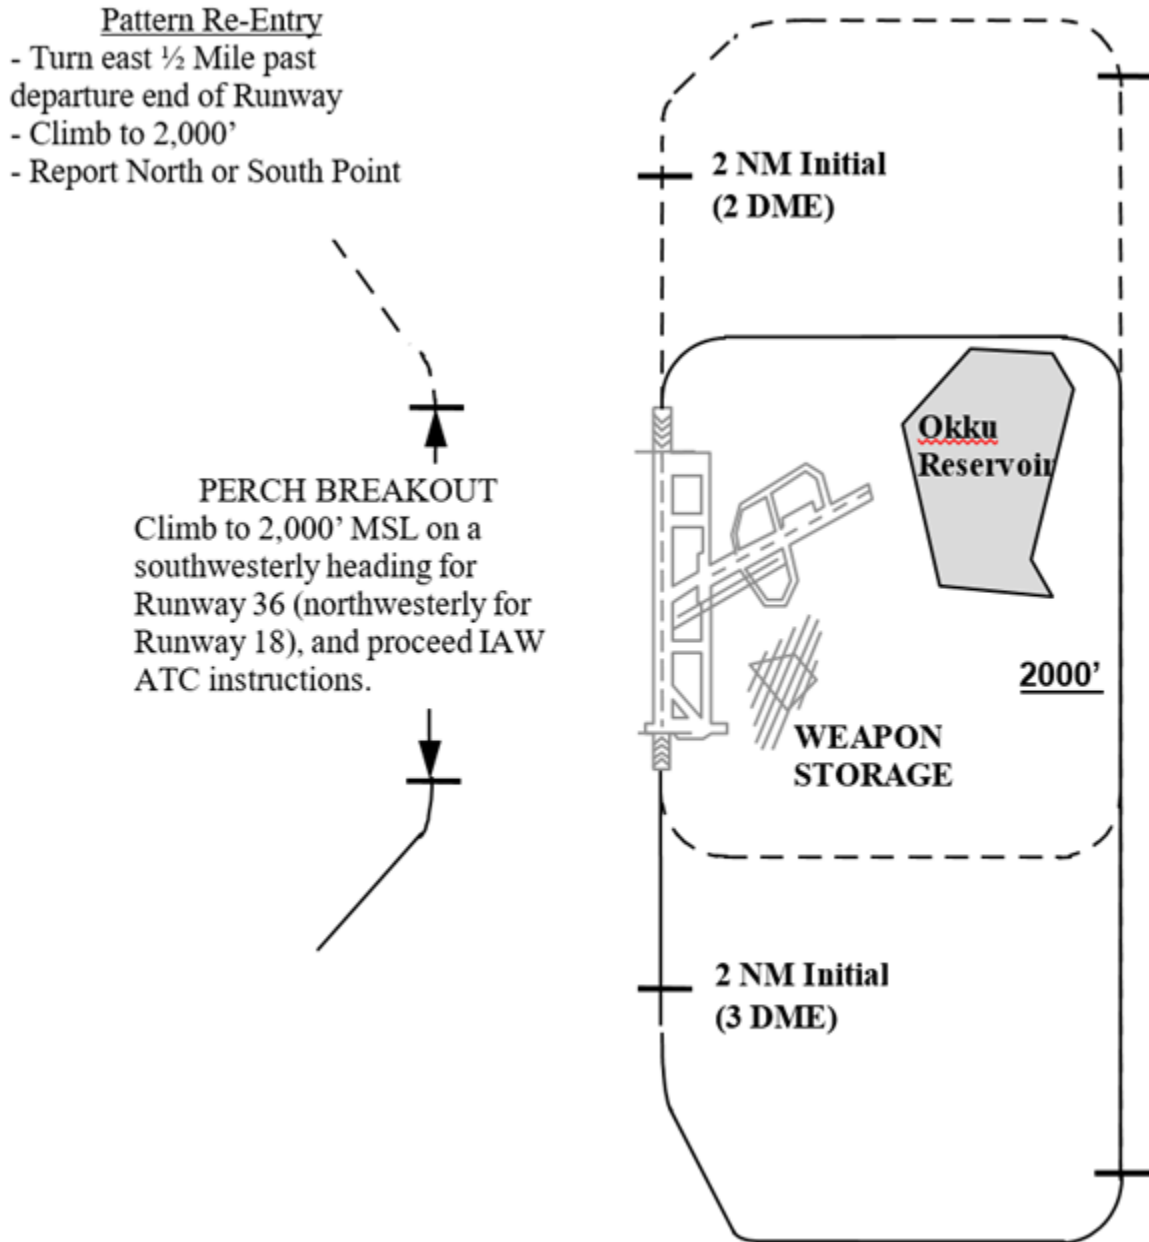 Pattern Re-Entry
- Turn east ½ Mile past
departure end of Runway
- Climb to 2,000’
- Report North or South Point
2 NM Initial
(2 DME)
Okku
Reservoir
PERCH BREAKOUT
Climb to 2,000’ MSL on a
southwesterly heading for
Runway 36 (northwesterly for
Runway 18), and proceed IAW
ATC instructions.
2000’
WEAPON
STORAGE
2 NM Initial
(3 DME)